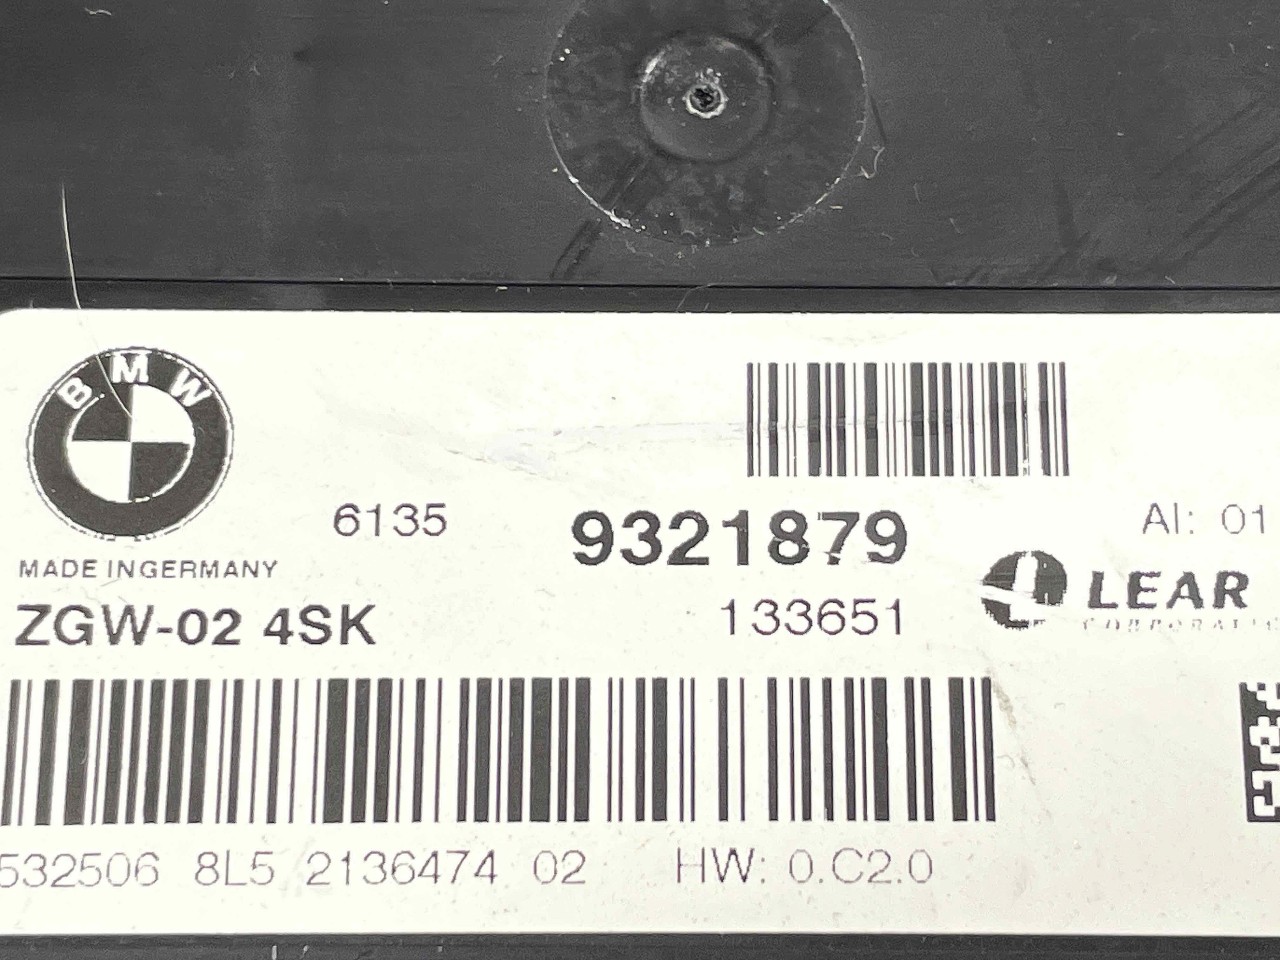 BMW
6135 9321879 AI: 01
MADE INGERMANY
ZGW-02 4SK 133651 LEAR
CORPORATIC
532506 8L5 2136474 02 HW: 0.C2.0